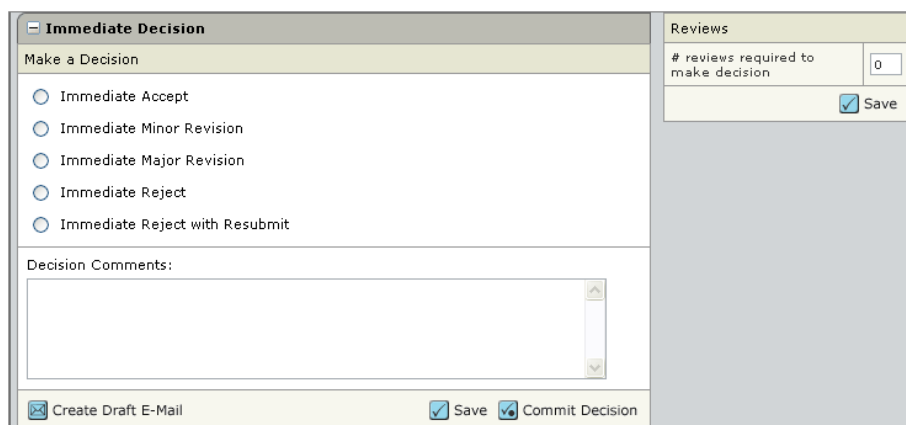 Immediate Decision
Make a Decision
Immediate Accept
Immediate Minor Revision
Immediate Major Revision
Immediate Reject
Immediate Reject with Resubmit
Decision Comments:
Create Draft E-Mail
Save
Commit Decision
Reviews
# reviews required to
make decision
0
Save